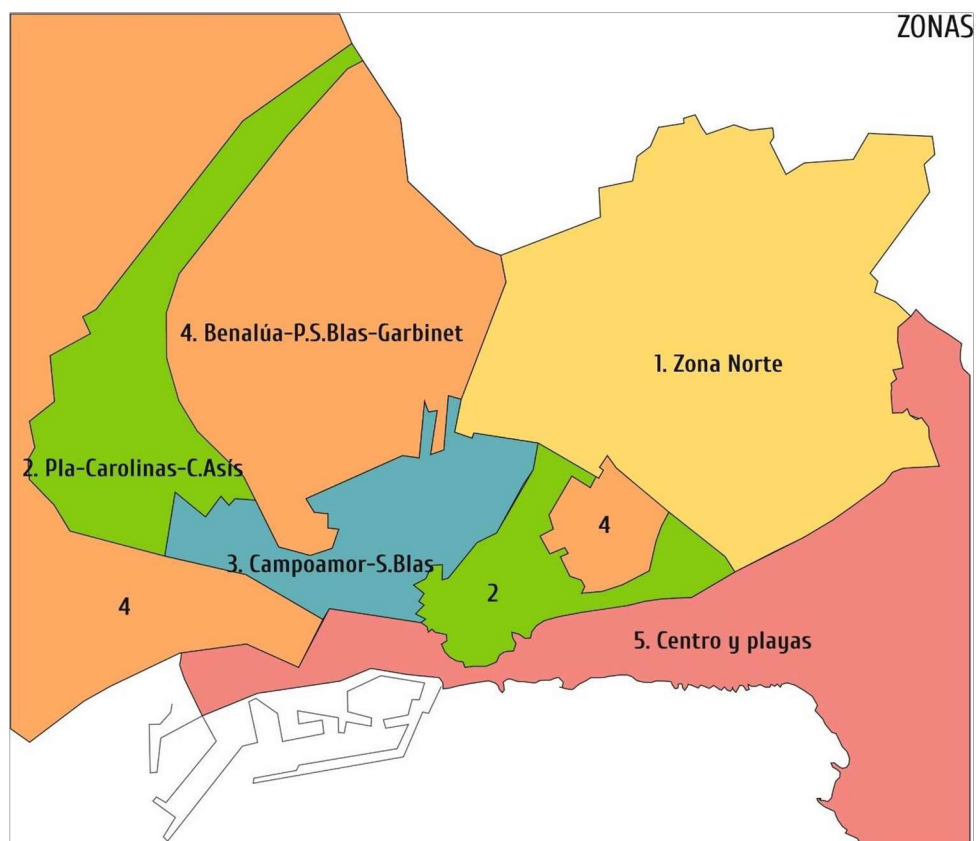 ZONAS
4. Benalúa-P.S.Blas-Garbinet
1. Zona Norte
2. Pla-Carolinas-C.Asís
4
3. Campoamor-S.Blas
2
4
5. Centro y playas